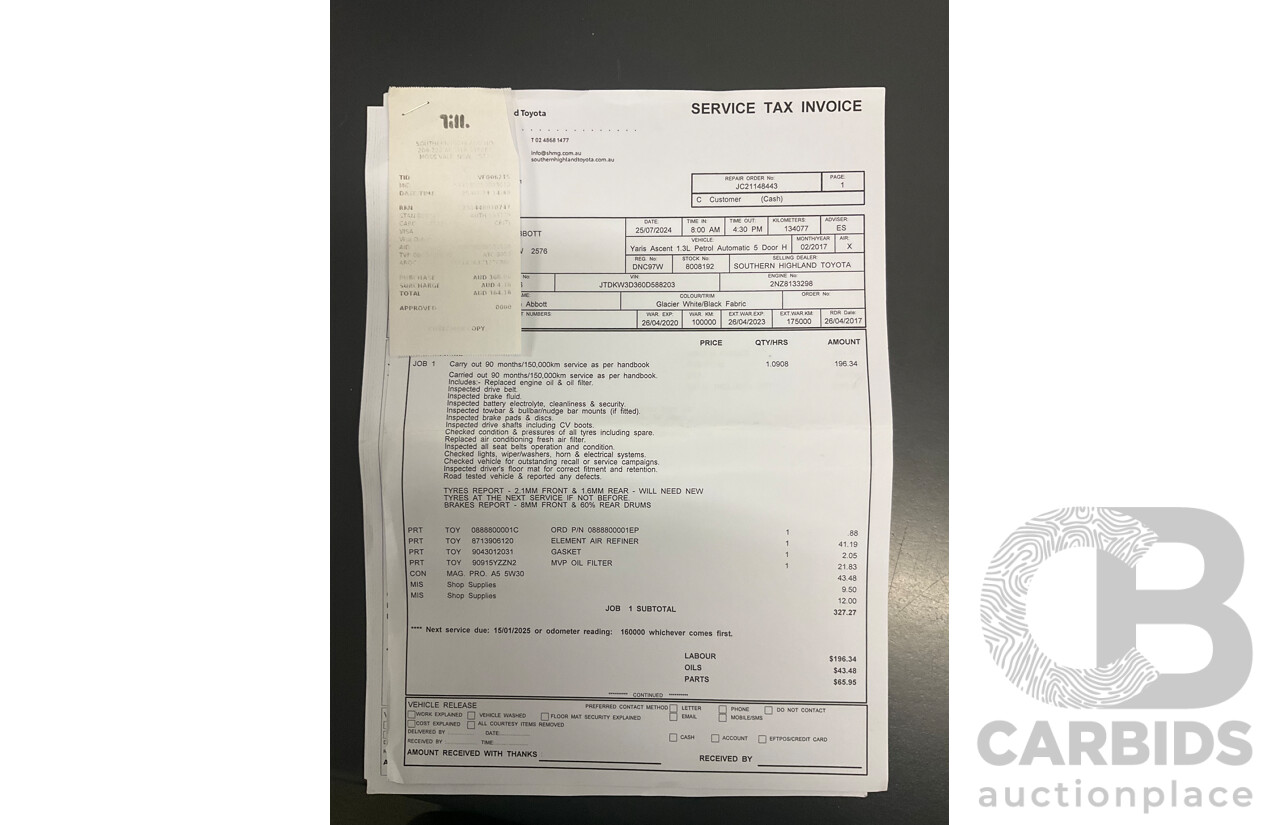 d Toyota
SERVICE TAX INVOICE
T 02 4868 1477
info@shmg.com.au
southernhighlandtoyota.com.au
Till.
TID
DATE/TIME
RRN
VISA
PURCHASE AUD
SURCHARGE AUD
TOTAL AUD
APPROVED 0000
COPY
REPAIR ORDER No: PAGE:
JC21148443 1
C Customer (Cash)
DATE: TIME IN: TIME OUT: KILOMETERS: ADVISER:
25/07/2024 8:00 AM 4:30 PM 134077 ES
BOTT
VEHICLE: MONTH/YEAR AIR:
Yaris Ascent 1.3L Petrol Automatic 5 Door H 02/2017 X
2576
REG. No: STOCK No: SELLING DEALER:
DNC97W 8008192 SOUTHERN HIGHLAND TOYOTA
No: VIN: ENGINE No:
JTDKW3D360D588203 2NZ8133298
COLOUR/TRIM: ORDER No:
Abbott Glacier White/Black Fabric
T NUMBERS: WAR. EXP: WAR. KM: EXT.WAR.EXP: EXT.WAR.KM: RDR Date:
26/04/2020 100000 26/04/2023 175000 26/04/2017
PRICE QTY/HRS AMOUNT
JOB 1 Carry out 90 months/150,000km service as per handbook 1.0908 196.34
Carried out 90 months/150,000km service as per handbook.
Includes:- Replaced engine oil & oil filter.
Inspected drive belt.
Inspected brake fluid.
Inspected battery electrolyte, cleanliness & security.
Inspected towbar & bullbar/nudge bar mounts (if fitted).
Inspected brake pads & discs.
Inspected drive shafts including CV boots.
Checked condition & pressures of all tyres including spare.
Replaced air conditioning fresh air filter.
Inspected all seat belts operation and condition.
Checked lights, wiper/washers, horn & electrical systems.
Checked vehicle for outstanding recall or service campaigns.
Inspected driver's floor mat for correct fitment and retention.
Road tested vehicle & reported any defects.
TYRES REPORT - 2.1MM FRONT & 1.6MM REAR - WILL NEED NEW
TYRES AT THE NEXT SERVICE IF NOT BEFORE.
BRAKES REPORT - 8MM FRONT & 60% REAR DRUMS
PRT TOY 0888800001C ORD P/N 0888800001EP 1 .88
PRT TOY 8713906120 ELEMENT AIR REFINER 1 41.19
PRT TOY 9043012031 GASKET 1 2.05
PRT TOY 90915YZZN2 MVP OIL FILTER 1 21.83
CON MAG. PRO. A5 5W30 43.48
MIS Shop Supplies 9.50
MIS Shop Supplies 12.00
JOB 1 SUBTOTAL 327.27
**** Next service due: 15/01/2025 or odometer reading: 160000 whichever comes first.
LABOUR $196.34
OILS $43.48
PARTS $65.95
********** CONTINUED **********
VEHICLE RELEASE PREFERRED CONTACT METHOD LETTER PHONE DO NOT CONTACT
WORK EXPLAINED VEHICLE WASHED FLOOR MAT SECURITY EXPLAINED EMAIL MOBILE/SMS
COST EXPLAINED ALL COURTESY ITEMS REMOVED
DELIVERED BY DATE:
RECEIVED BY TIME: CASH ACCOUNT EFTPOS/CREDIT CARD
AMOUNT RECEIVED WITH THANKS RECEIVED BY
CB
CARBIDS
auctionplace